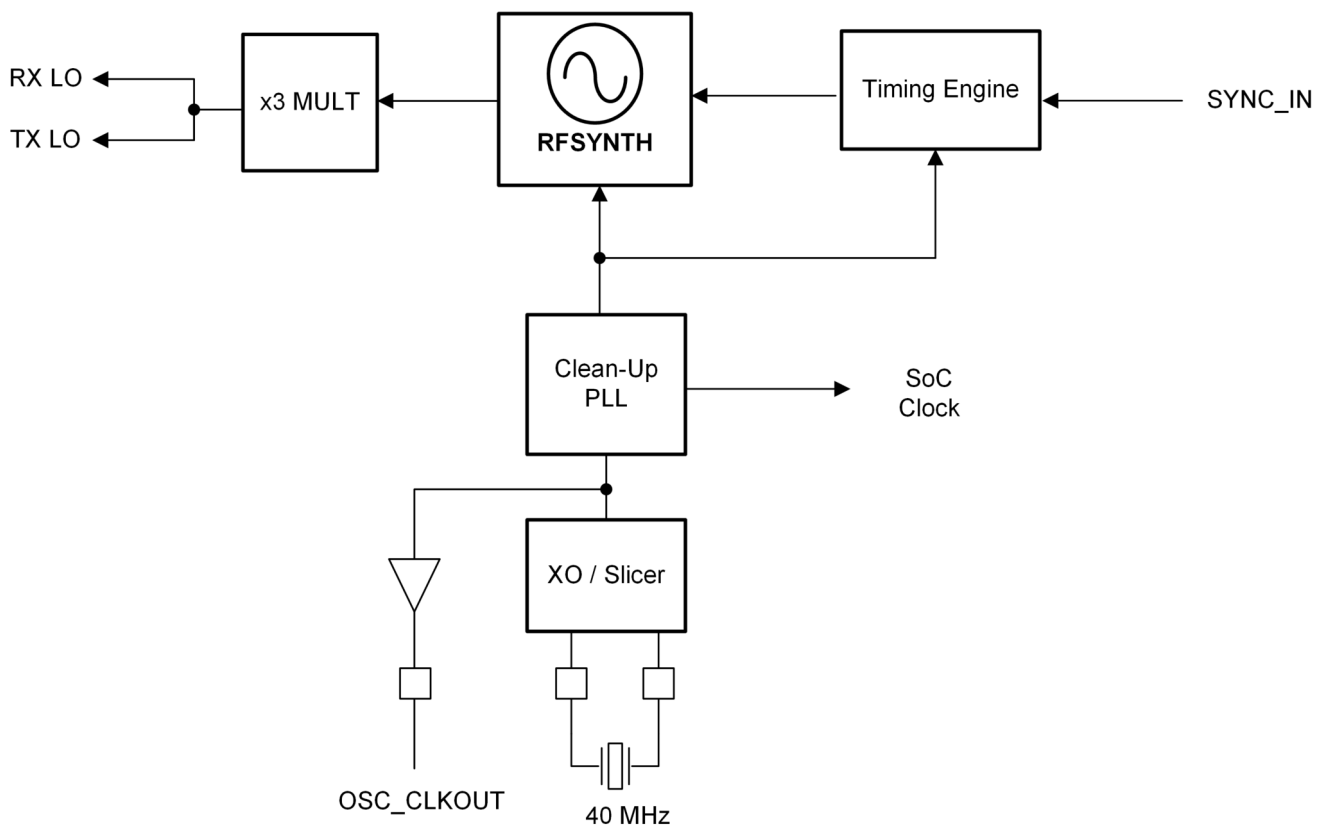 RX LO
TX LO
x3 MULT
RFSYNTH
Timing Engine
SYNC_IN
Clean-Up
PLL
SoC
Clock
XO / Slicer
OSC_CLKOUT
40 MHz